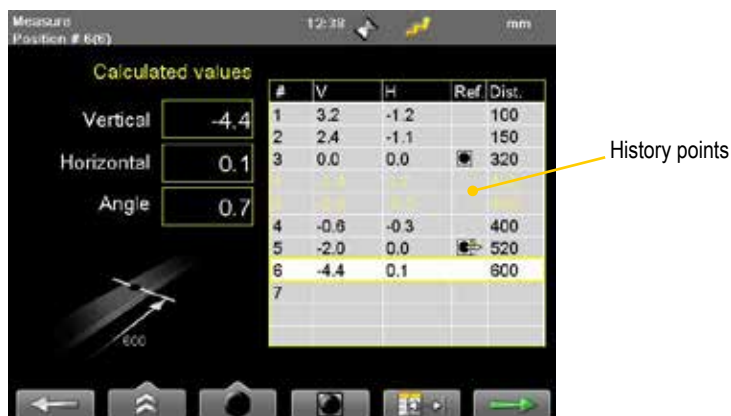 Measure
12:38
mm
Position # 6(6)
Calculated values
Vertical -4.4
Horizontal 0.1
Angle 0.7
# V H Ref. Dist.
1 3.2 -1.2 100
2 2.4 -1.1 150
3 0.0 0.0 320
4 -0.6 -0.3 400
5 -2.0 0.0 520
6 -4.4 0.1 600
7
600
History points